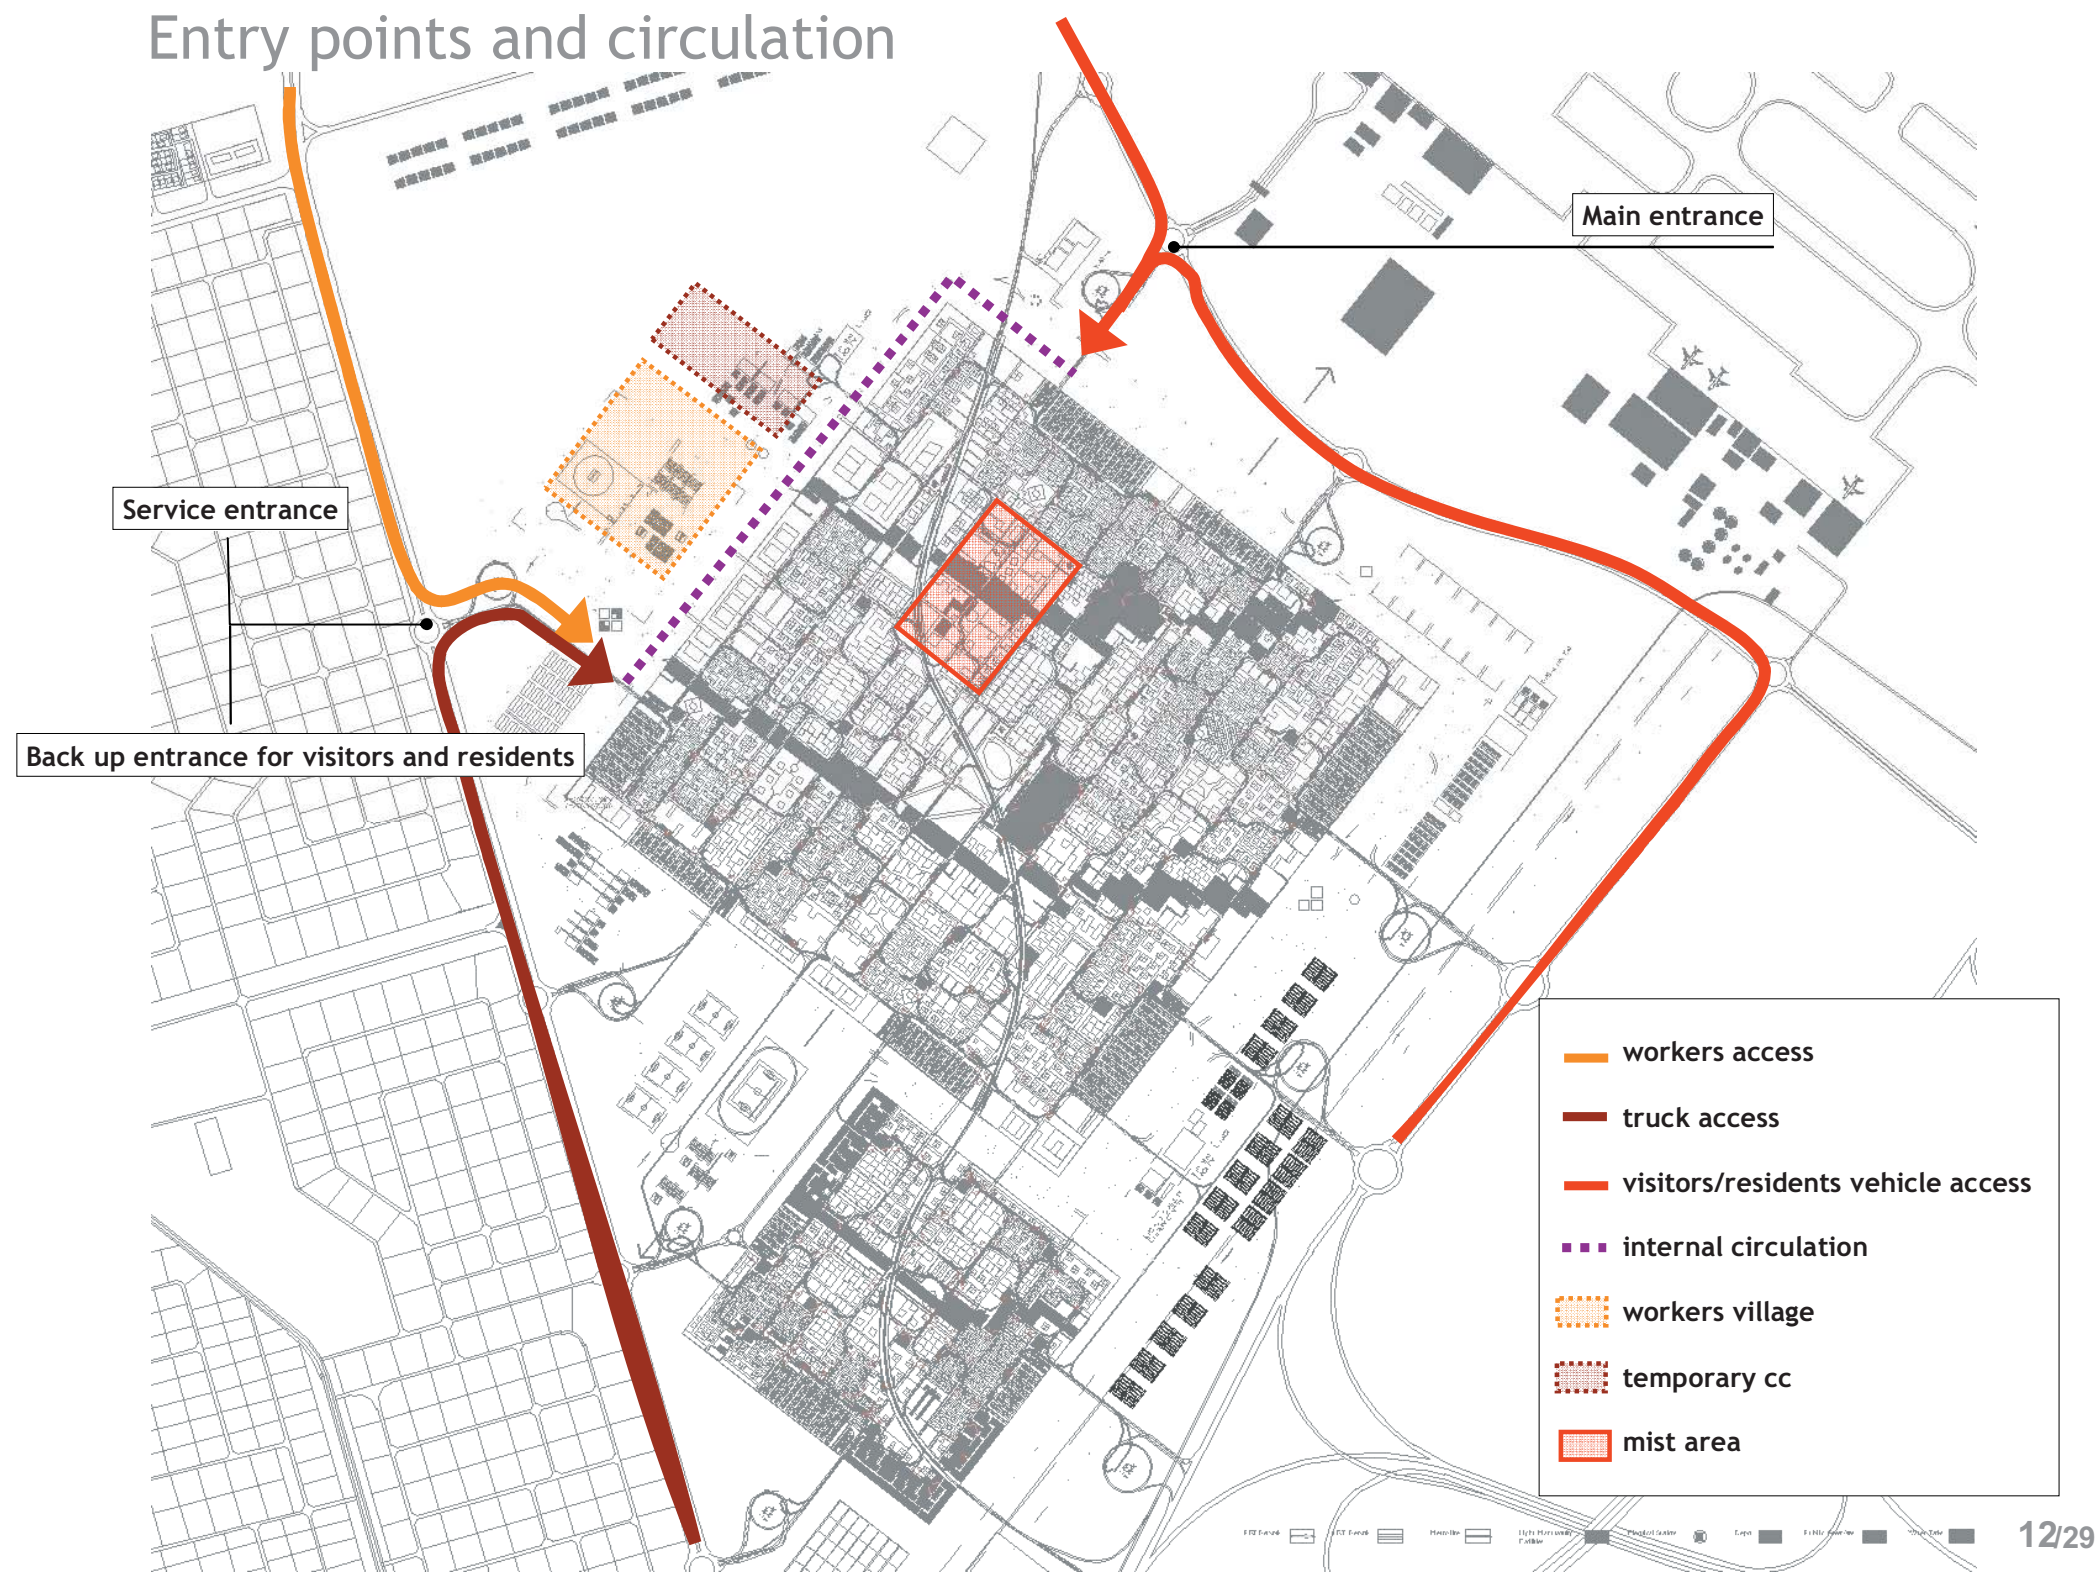 Entry points and circulation
Main entrance
Service entrance
Back up entrance for visitors and residents
workers access
truck access
visitors/residents vehicle access
internal circulation
workers village
temporary cc
mist area
12/29